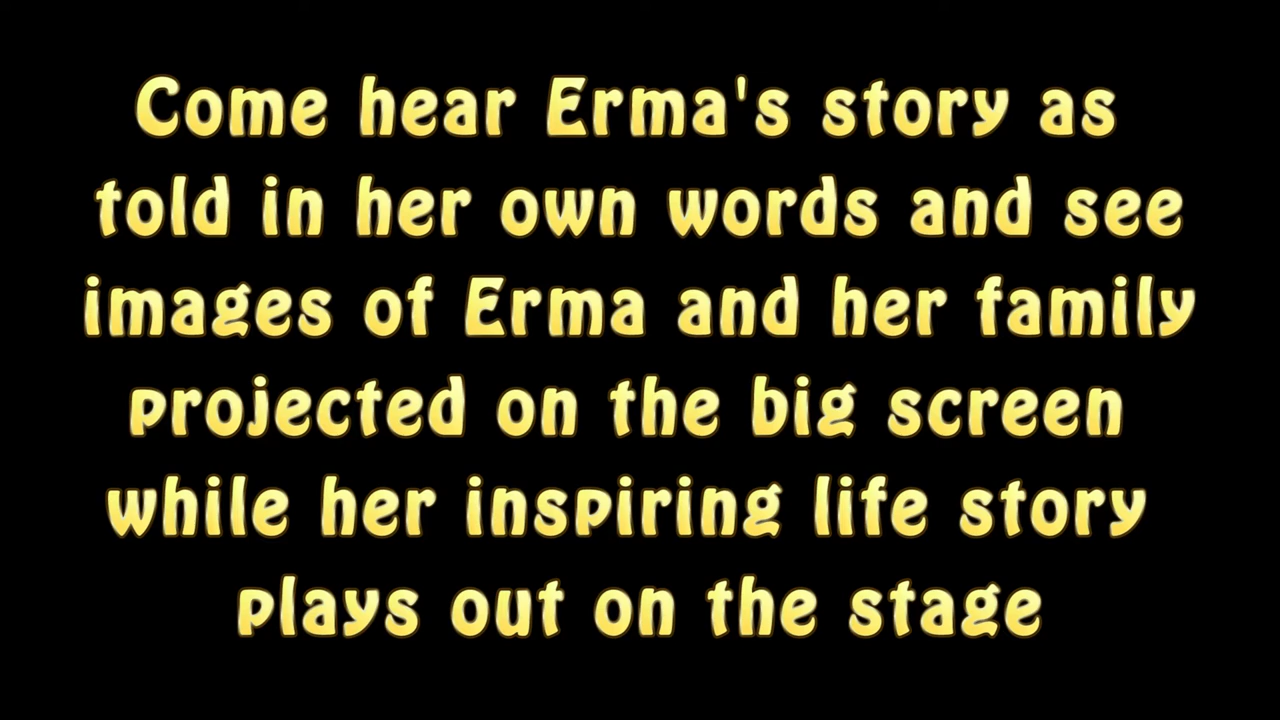 Come hear Erma's story as
told in her own words and see
images of Erma and her family
projected on the big screen
while her inspiring life story
plays out on the stage